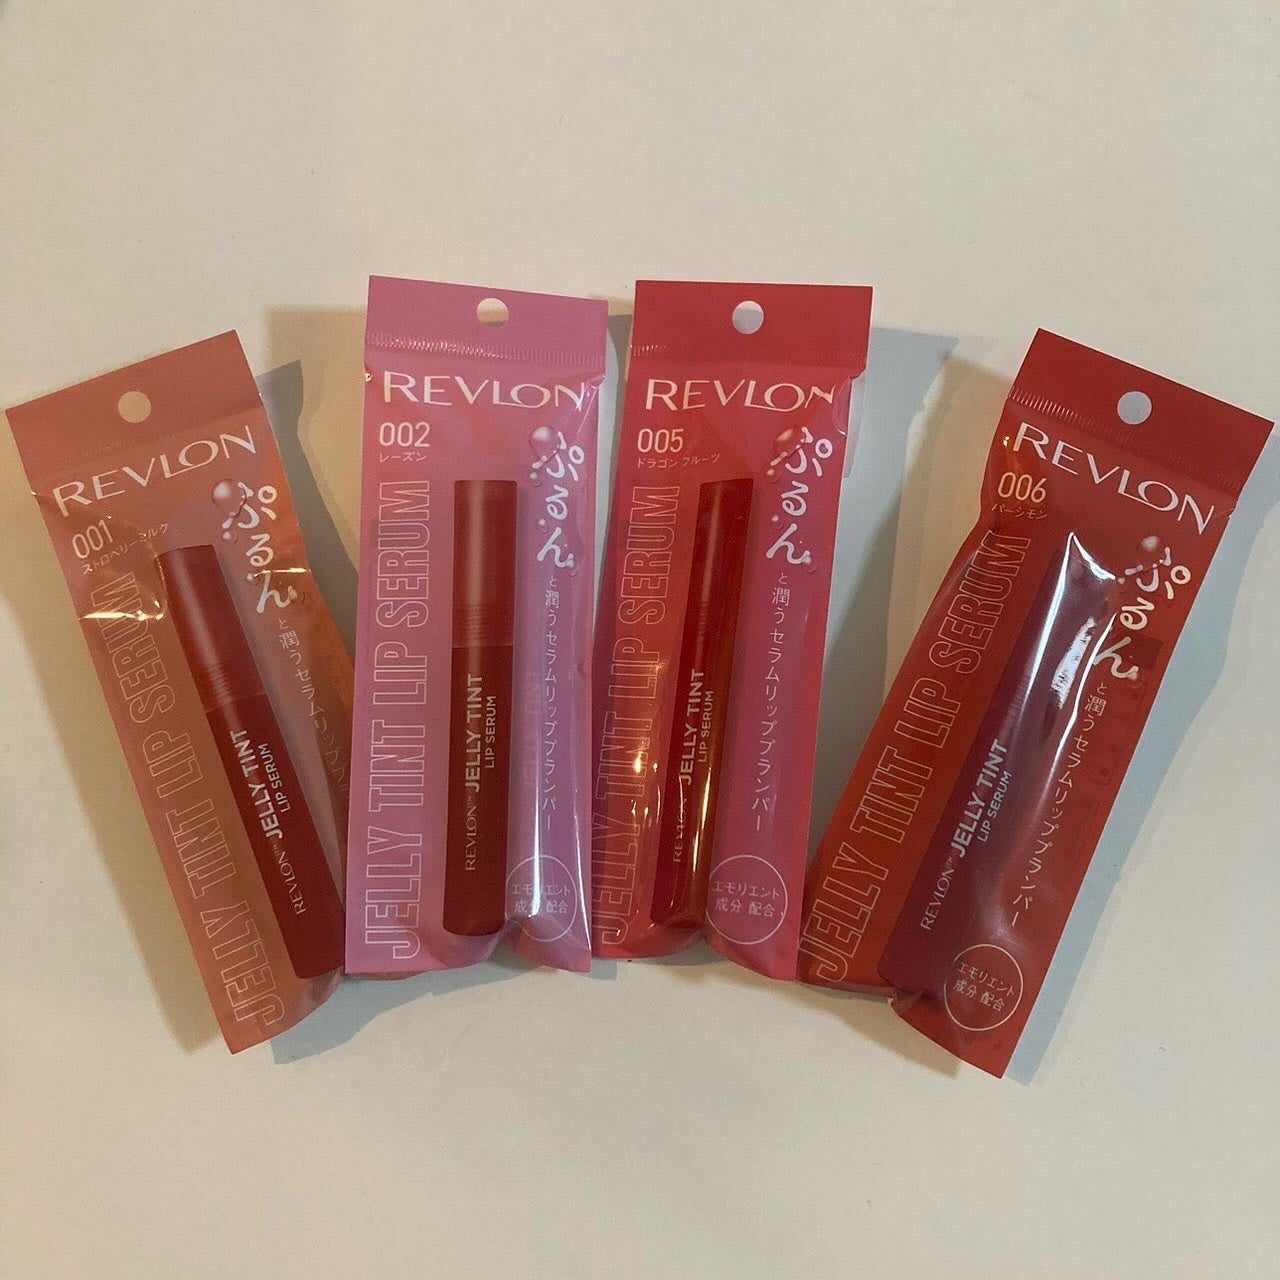 REVLON
001
ストロベリーミルク
ぷるん
と潤うセラムリッププランパー
JELLY TINT LIP SERUM
REVLON™ JELLY TINT
LIP SERUM
REVLON
002
レーズン
ぷるん
と潤うセラムリッププランパー
JELLY TINT LIP SERUM
REVLON™ JELLY TINT
LIP SERUM
エモリエント
成分 配合
REVLON
005
ドラゴンフルーツ
ぷるん
と潤うセラムリッププランパー
JELLY TINT LIP SERUM
REVLON™ JELLY TINT
LIP SERUM
エモリエント
成分 配合
REVLON
006
パーシモン
ぷるん
と潤うセラムリッププランパー
JELLY TINT LIP SERUM
REVLON™ JELLY TINT
LIP SERUM
エモリエント
成分 配合